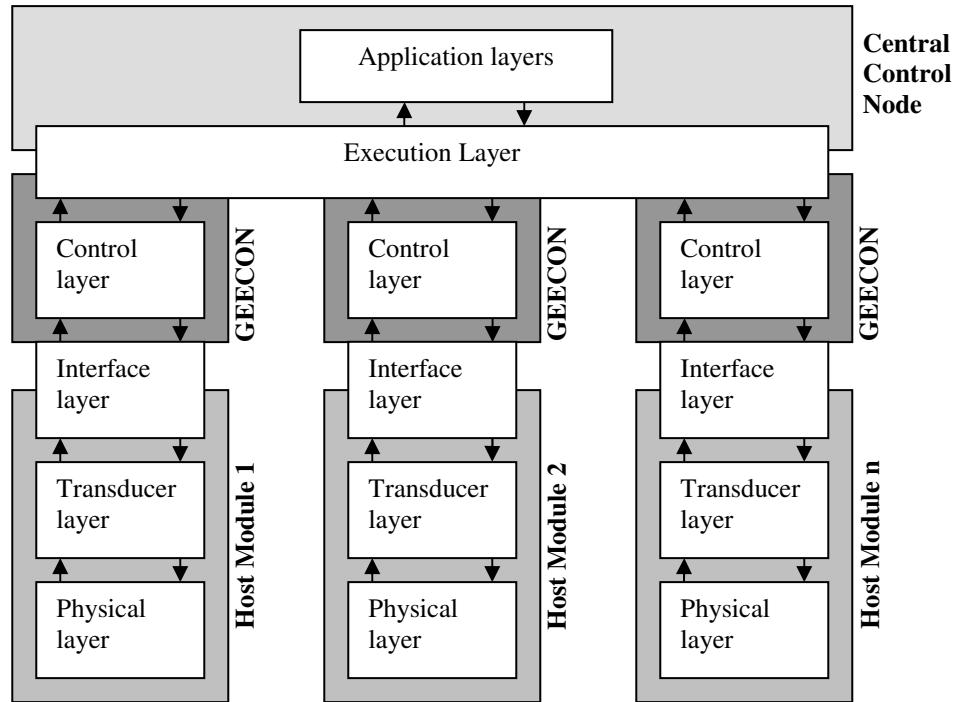 Application layers
Central
Control
Node
Execution Layer
Control
layer
GEECON
Control
layer
GEECON
Control
layer
GEECON
Interface
layer
Interface
layer
Interface
layer
Transducer
layer
Host Module 1
Transducer
layer
Host Module 2
Transducer
layer
Host Module n
Physical
layer
Physical
layer
Physical
layer